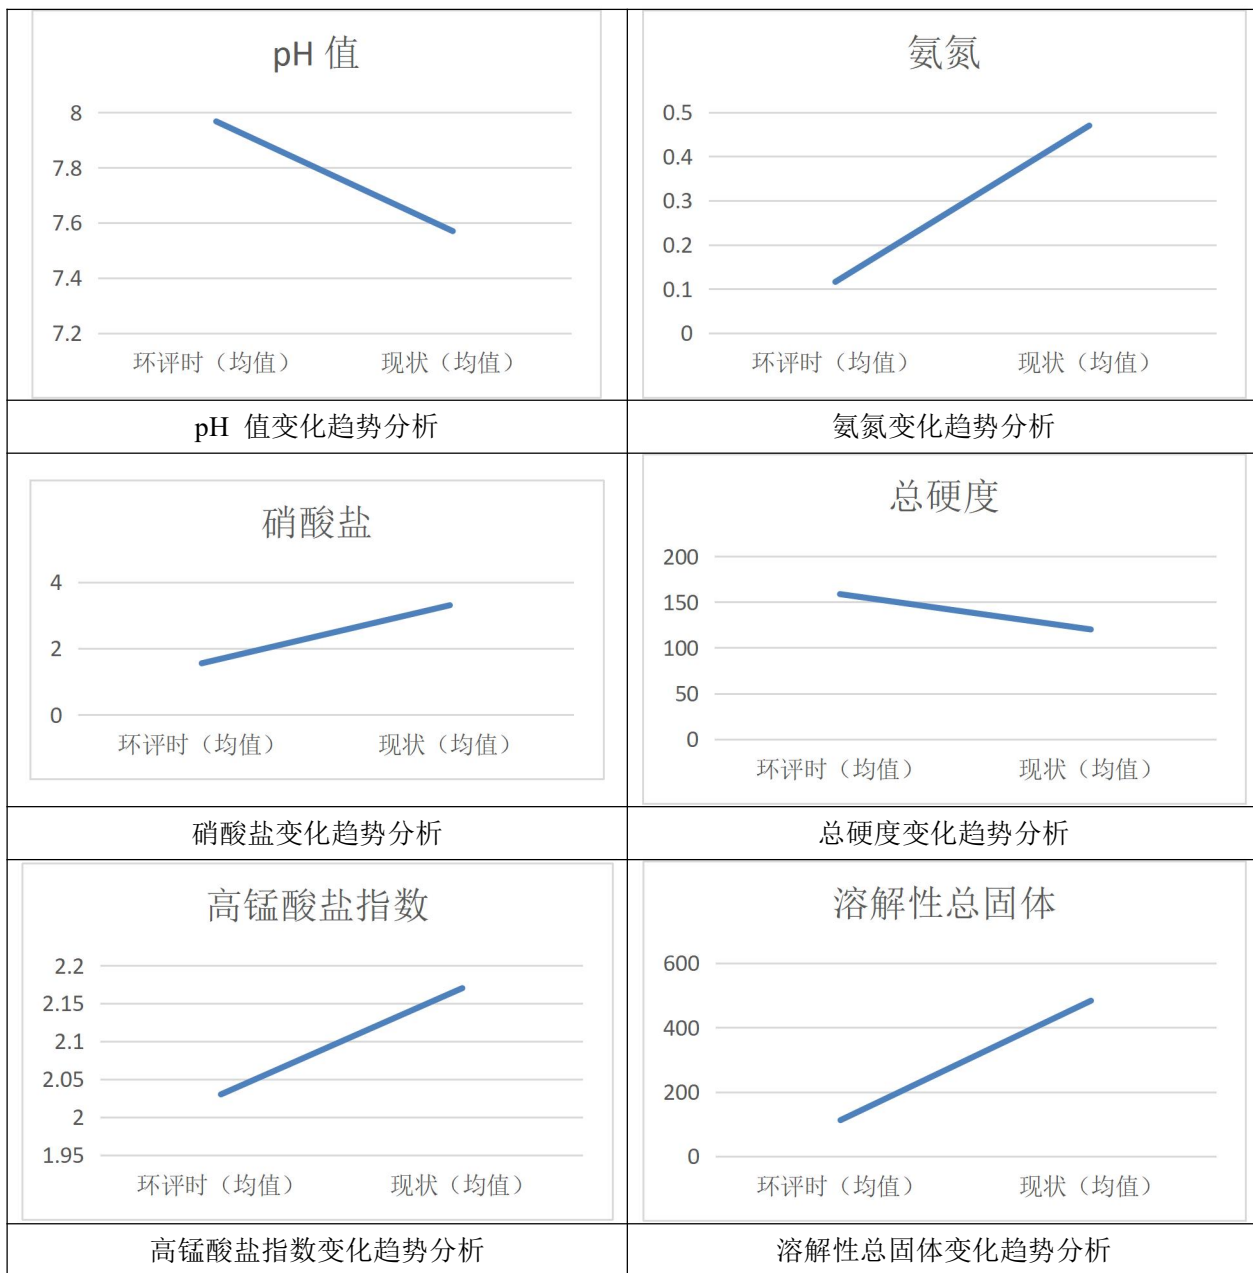 pH 值
8
7.8
7.6
7.4
7.2
环评时（均值） 现状（均值）
pH 值变化趋势分析
氨氮
0.5
0.4
0.3
0.2
0.1
0
环评时（均值） 现状（均值）
氨氮变化趋势分析
硝酸盐
4
2
0
环评时（均值） 现状（均值）
硝酸盐变化趋势分析
总硬度
200
150
100
50
0
环评时（均值） 现状（均值）
总硬度变化趋势分析
高锰酸盐指数
2.2
2.15
2.1
2.05
2
1.95
环评时（均值） 现状（均值）
高锰酸盐指数变化趋势分析
溶解性总固体
600
400
200
0
环评时（均值） 现状（均值）
溶解性总固体变化趋势分析